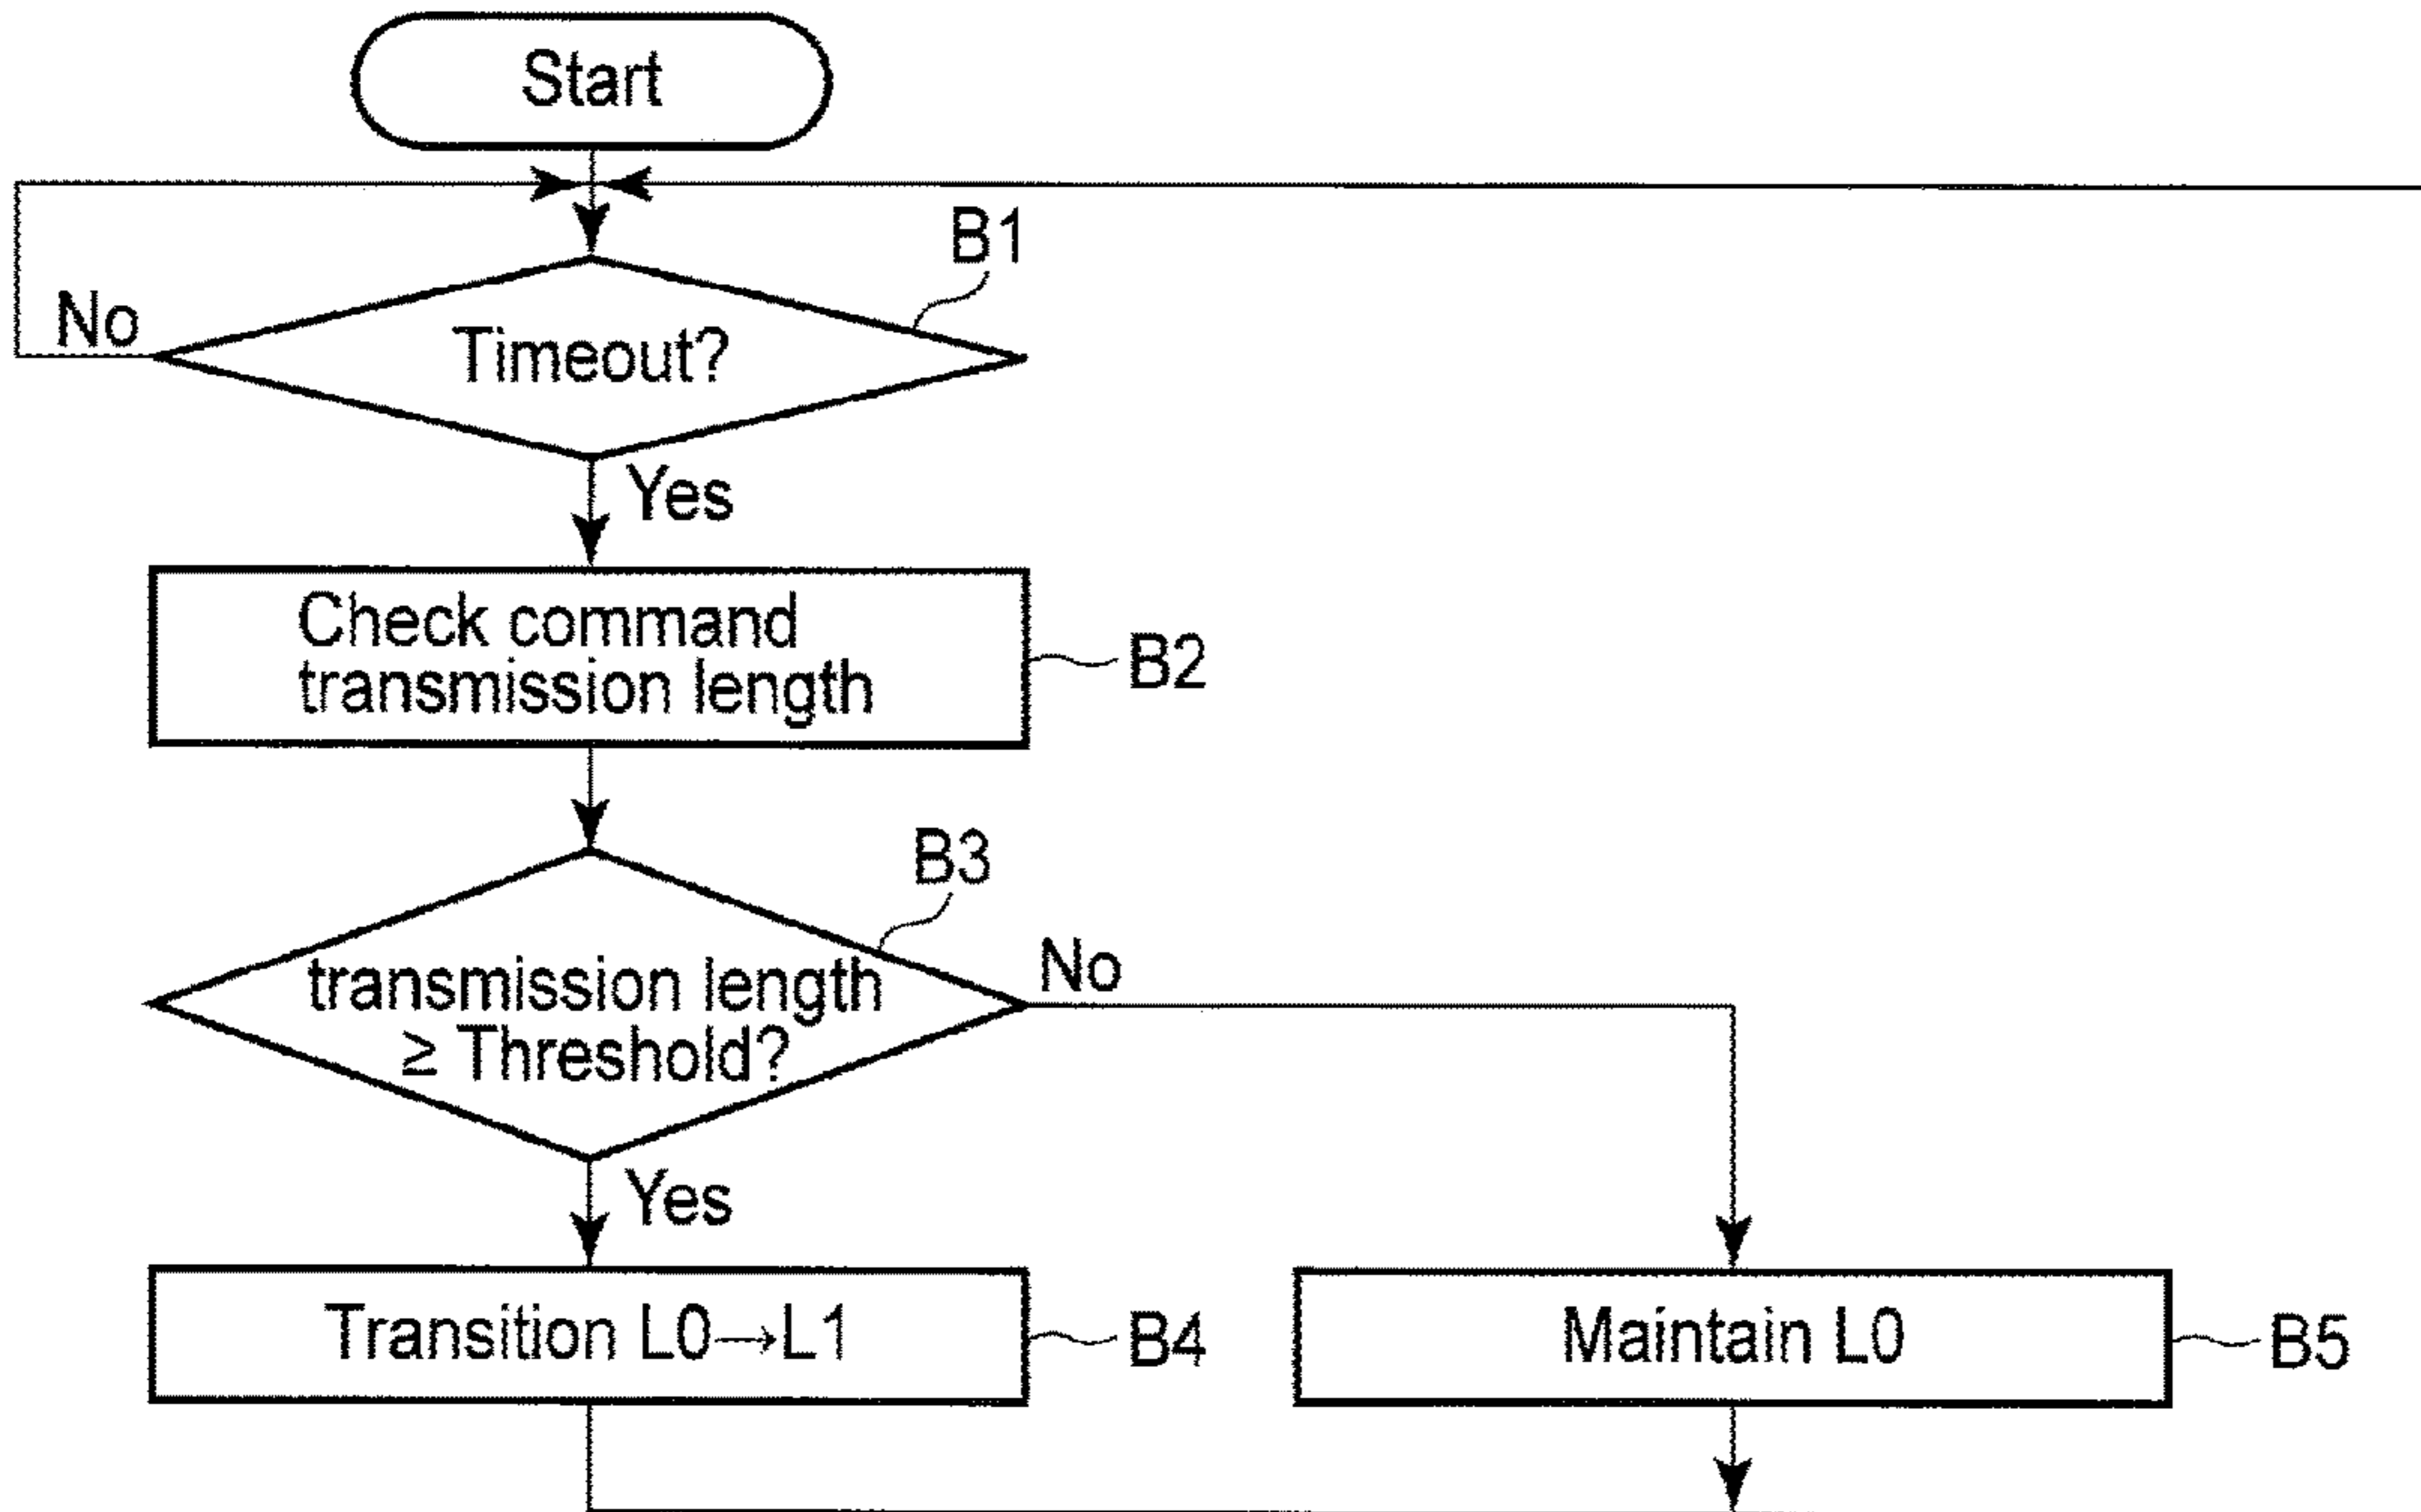 Start
B1
No
Timeout?
Yes
Check command
transmission length
B2
B3
No
transmission length
≥ Threshold?
Yes
Transition L0→L1
B4
Maintain L0
B5